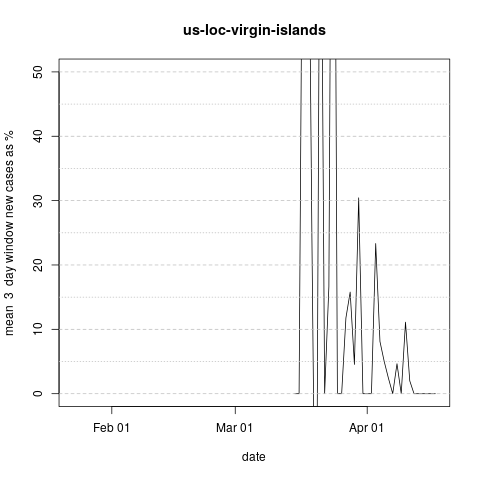 us-loc-virgin-islands
mean  3  day window new cases as %
50
40
30
20
10
0
Feb 01
Mar 01
Apr 01
date